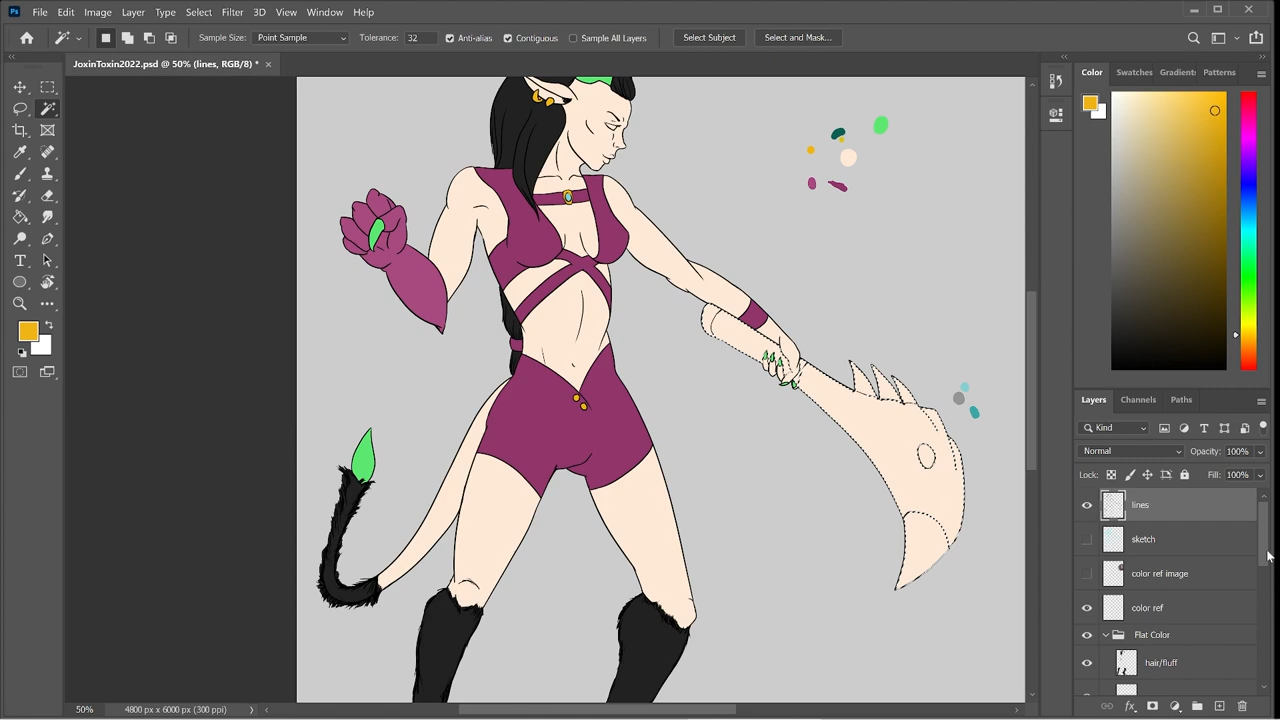 Ps File Edit Image Layer Type Select Filter 3D View Window Help
Sample Size: Point Sample Tolerance: 32 Anti-alias Contiguous Sample All Layers Select Subject Select and Mask...
JoxinToxin2022.psd @ 50% (lines, RGB/8) * ×
Color Swatches Gradients Patterns
Layers Channels Paths
Kind
Normal Opacity: 100%
Lock: Fill: 100%
lines
sketch
color ref image
color ref
Flat Color
hair/fluff
50% 4800 px x 6000 px (300 ppi)